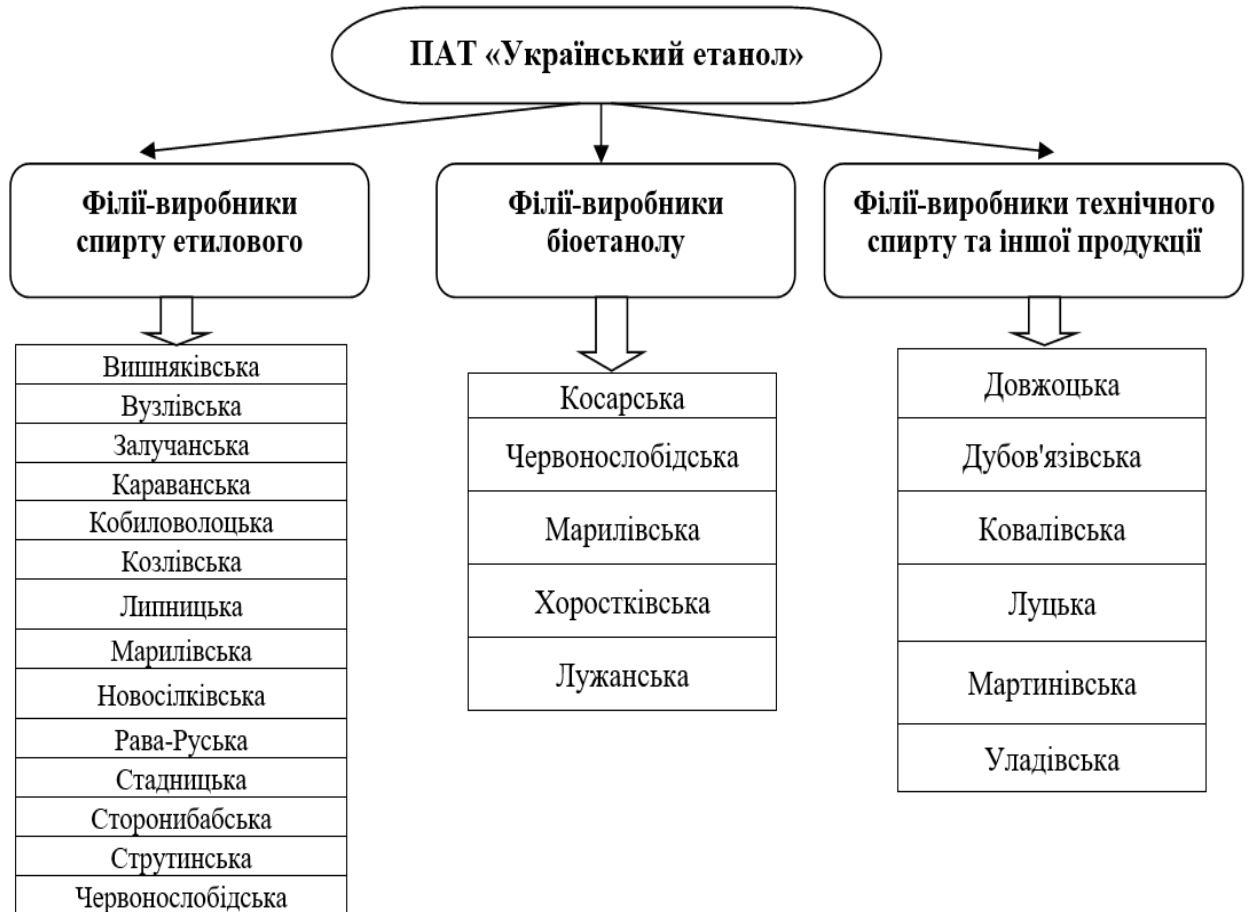 ПАТ «Український етанол»
Філії-виробники
спирту етилового
Вишняківська
Вузлівська
Залучанська
Караванська
Кобиловолоцька
Козлівська
Липницька
Марилівська
Новосілківська
Рава-Руська
Стадницька
Сторонибабська
Струтинська
Червонослобідська
Філії-виробники
біоетанолу
Косарська
Червонослобідська
Марилівська
Хоростківська
Лужанська
Філії-виробники технічного
спирту та іншої продукції
Довжоцька
Дубов'язівська
Ковалівська
Луцька
Мартинівська
Уладівська